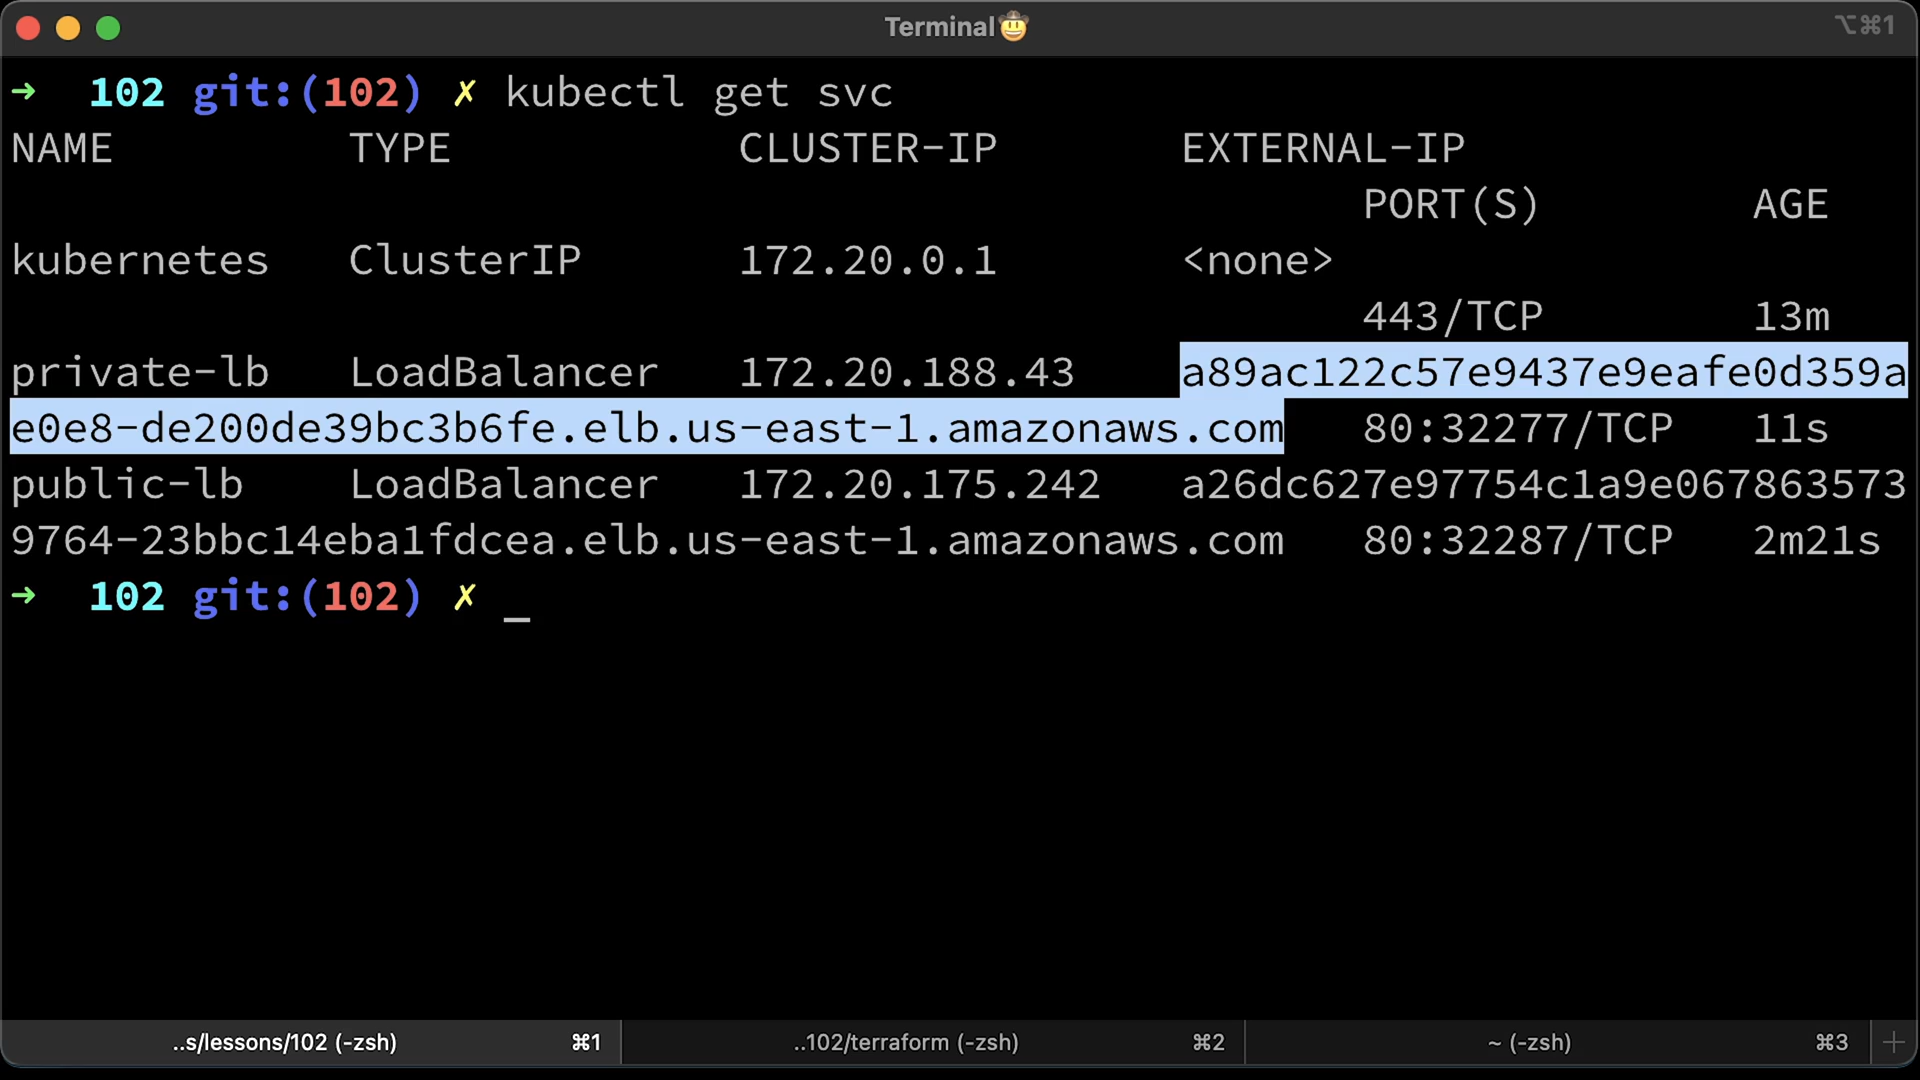 Terminal🤠 ⌥⌘1
➜ 102 git:(102) ✗ kubectl get svc
NAME TYPE CLUSTER-IP EXTERNAL-IP
PORT(S) AGE
kubernetes ClusterIP 172.20.0.1 <none>
443/TCP 13m
private-lb LoadBalancer 172.20.188.43 a89ac122c57e9437e9eafe0d359a
e0e8-de200de39bc3b6fe.elb.us-east-1.amazonaws.com 80:32277/TCP 11s
public-lb LoadBalancer 172.20.175.242 a26dc627e97754c1a9e067863573
9764-23bbc14eba1fdcea.elb.us-east-1.amazonaws.com 80:32287/TCP 2m21s
➜ 102 git:(102) ✗ _
..s/lessons/102 (-zsh) ⌘1 ..102/terraform (-zsh) ⌘2 ~ (-zsh) ⌘3 +